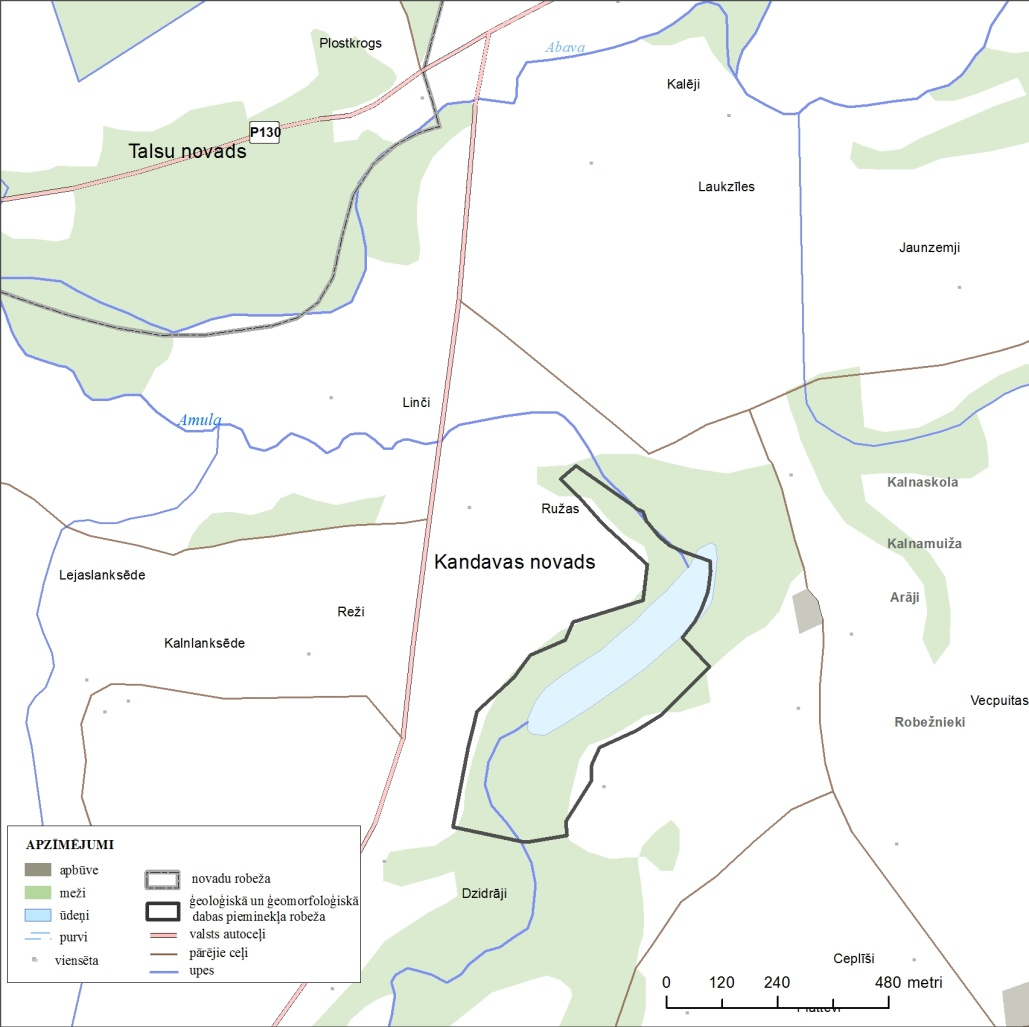 Plostkrogs
Abava
Kalēji
P130
Talsu novads
Laukzīles
Jaunzemji
Linči
Amula
Kalnaskola
Ružas
Kalnamuiža
Kandavas novads
Lejaslanksēde
Arāji
Reži
Kalnlanksēde
Vecpuitas
Robežnieki
Dzidrāji
Ceplīši
APZĪMĒJUMI
apbūve
meži
ūdeņi
purvi
viensēta
novadu robeža
ģeoloģiskā un ģeomorfoloģiskā
dabas pieminekļa robeža
valsts autoceļi
pārējie ceļi
upes
0 120 240 480 metri